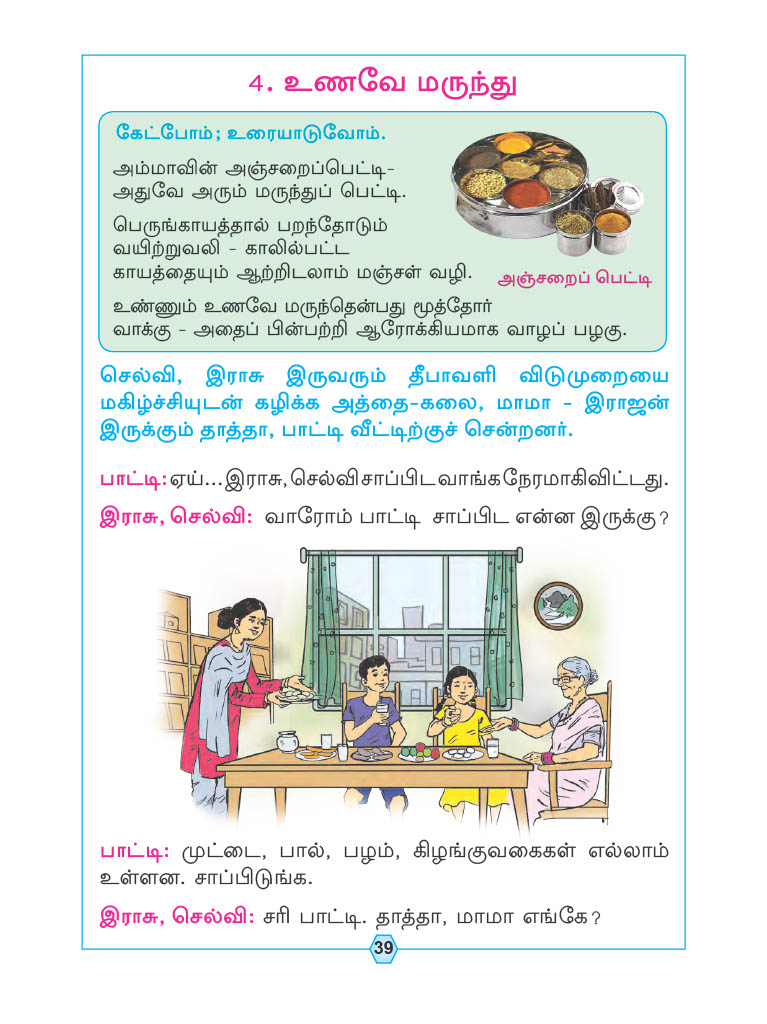 4. உணவே மருந்து
கேட்போம்; உரையாடுவோம்.
அம்மாவின் அஞ்சறைப்பெட்டி-
அதுவே அரும் மருந்துப் பெட்டி.
பெருங்காயத்தால் பறந்தோடும்
வயிற்றுவலி - காலில்பட்ட
காயத்தையும் ஆற்றிடலாம் மஞ்சள் வழி.
அஞ்சறைப் பெட்டி
உண்ணும் உணவே மருந்தென்பது மூத்தோர்
வாக்கு - அதைப் பின்பற்றி ஆரோக்கியமாக வாழப் பழகு.
செல்வி, இராசு இருவரும் தீபாவளி விடுமுறையை
மகிழ்ச்சியுடன் கழிக்க அத்தை-கலை, மாமா - இராஜன்
இருக்கும் தாத்தா, பாட்டி வீட்டிற்குச் சென்றனர்.
பாட்டி: ஏய்... இராசு, செல்வி சாப்பிட வாங்க நேரமாகிவிட்டது.
இராசு, செல்வி: வாரோம் பாட்டி சாப்பிட என்ன இருக்கு?
பாட்டி: முட்டை, பால், பழம், கிழங்குவகைகள் எல்லாம்
உள்ளன. சாப்பிடுங்க.
இராசு, செல்வி: சரி பாட்டி. தாத்தா, மாமா எங்கே?
39